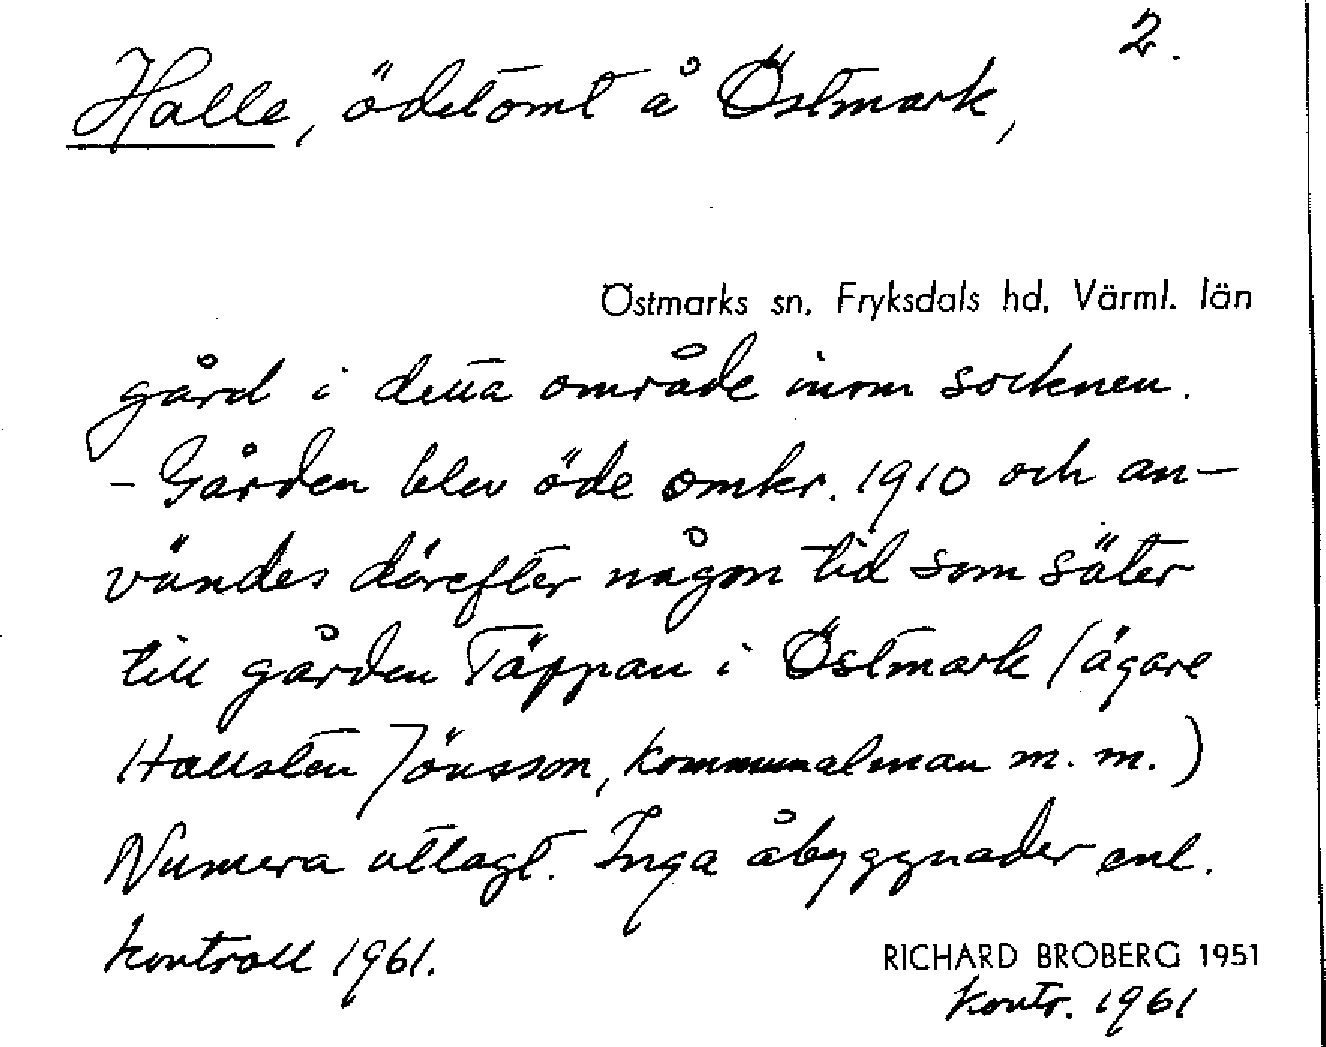 2.
Halle, ödetomt å Östmark,
Östmarks sn, Fryksdals hd, Värml. län
gård i detta område inom socknen.
- Gården blev öde omkr. 1910 och an-
vändes därefter någon tid som säter
till gården Täppan i Östmark (ägare
Hallsten Jönsson, kommunalman m. m.)
Numera utlagt. Inga åbyggnader enl.
kontroll 1961.
RICHARD BROBERG 1951
kontr. 1961